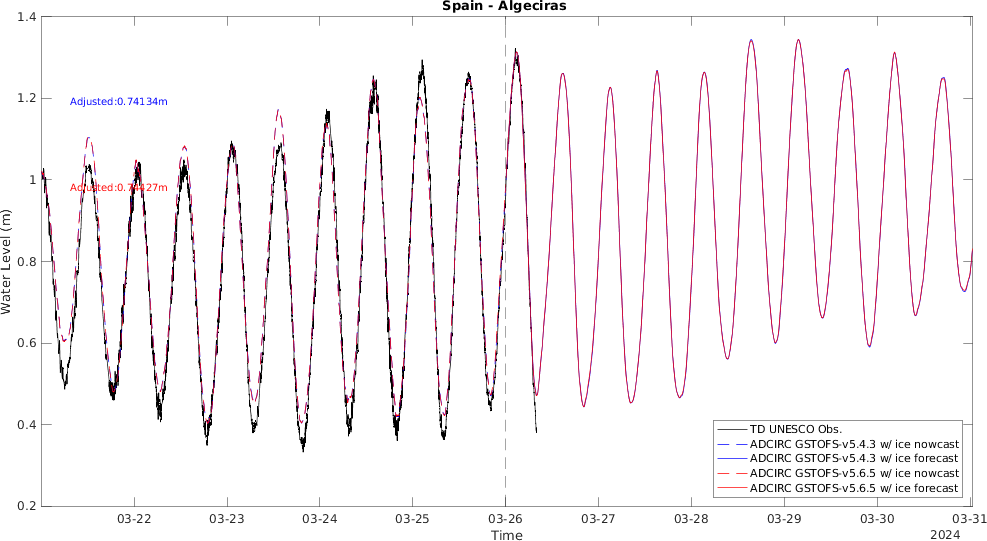 Spain - Algeciras
1.4
1.2
1
0.8
0.6
0.4
0.2
Water Level (m)
Adjusted:0.74134m
Adjusted:0.74427m
TD UNESCO Obs.
ADCIRC GSTOFS-v5.4.3 w/ ice nowcast
ADCIRC GSTOFS-v5.4.3 w/ ice forecast
ADCIRC GSTOFS-v5.6.5 w/ ice nowcast
ADCIRC GSTOFS-v5.6.5 w/ ice forecast
03-22 03-23 03-24 03-25 03-26 03-27 03-28 03-29 03-30 03-31
Time
2024